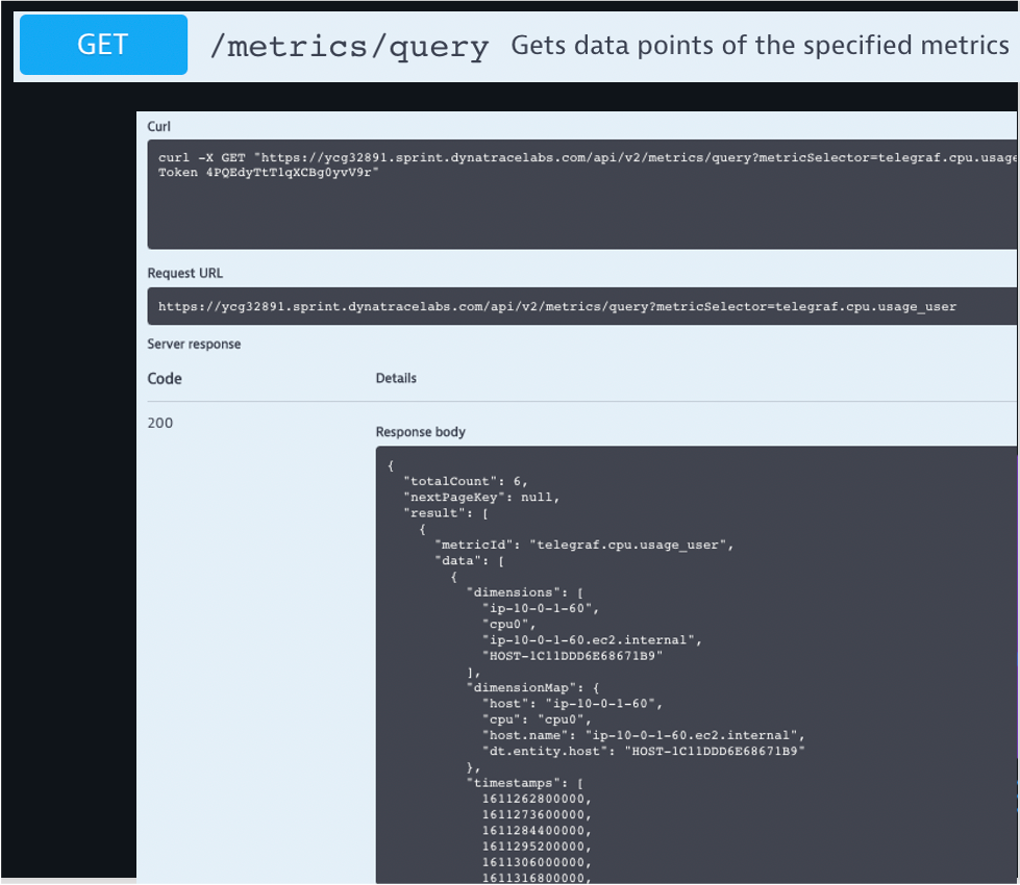 GET /metrics/query Gets data points of the specified metrics
Curl
curl -X GET "https://ycg32891.sprint.dynatracelabs.com/api/v2/metrics/query?metricSelector=telegraf.cpu.usage
Token 4PQEdyTtT1qXCBg0yvV9r"
Request URL
https://ycg32891.sprint.dynatracelabs.com/api/v2/metrics/query?metricSelector=telegraf.cpu.usage_user
Server response
Code Details
200
Response body
{
"totalCount": 6,
"nextPageKey": null,
"result": [
{
"metricId": "telegraf.cpu.usage_user",
"data": [
{
"dimensions": [
"ip-10-0-1-60",
"cpu0",
"ip-10-0-1-60.ec2.internal",
"HOST-1C11DDD6E68671B9"
],
"dimensionMap": {
"host": "ip-10-0-1-60",
"cpu": "cpu0",
"host.name": "ip-10-0-1-60.ec2.internal",
"dt.entity.host": "HOST-1C11DDD6E68671B9"
},
"timestamps": [
1611262800000,
1611273600000,
1611284400000,
1611295200000,
1611306000000,
1611316800000,